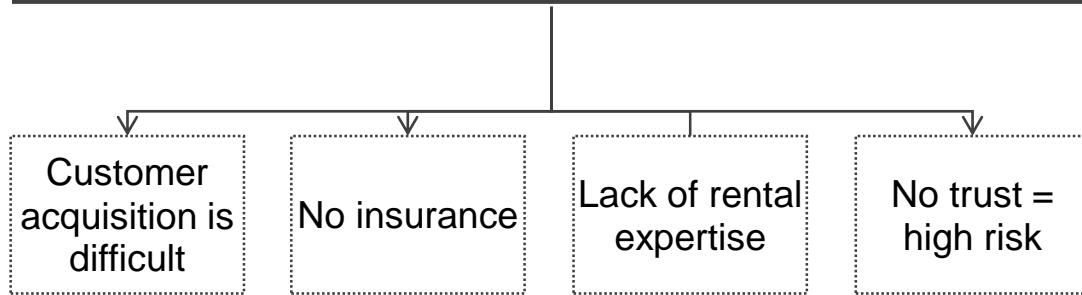 Customer
acquisition is
difficult
No insurance
Lack of rental
expertise
No trust =
high risk